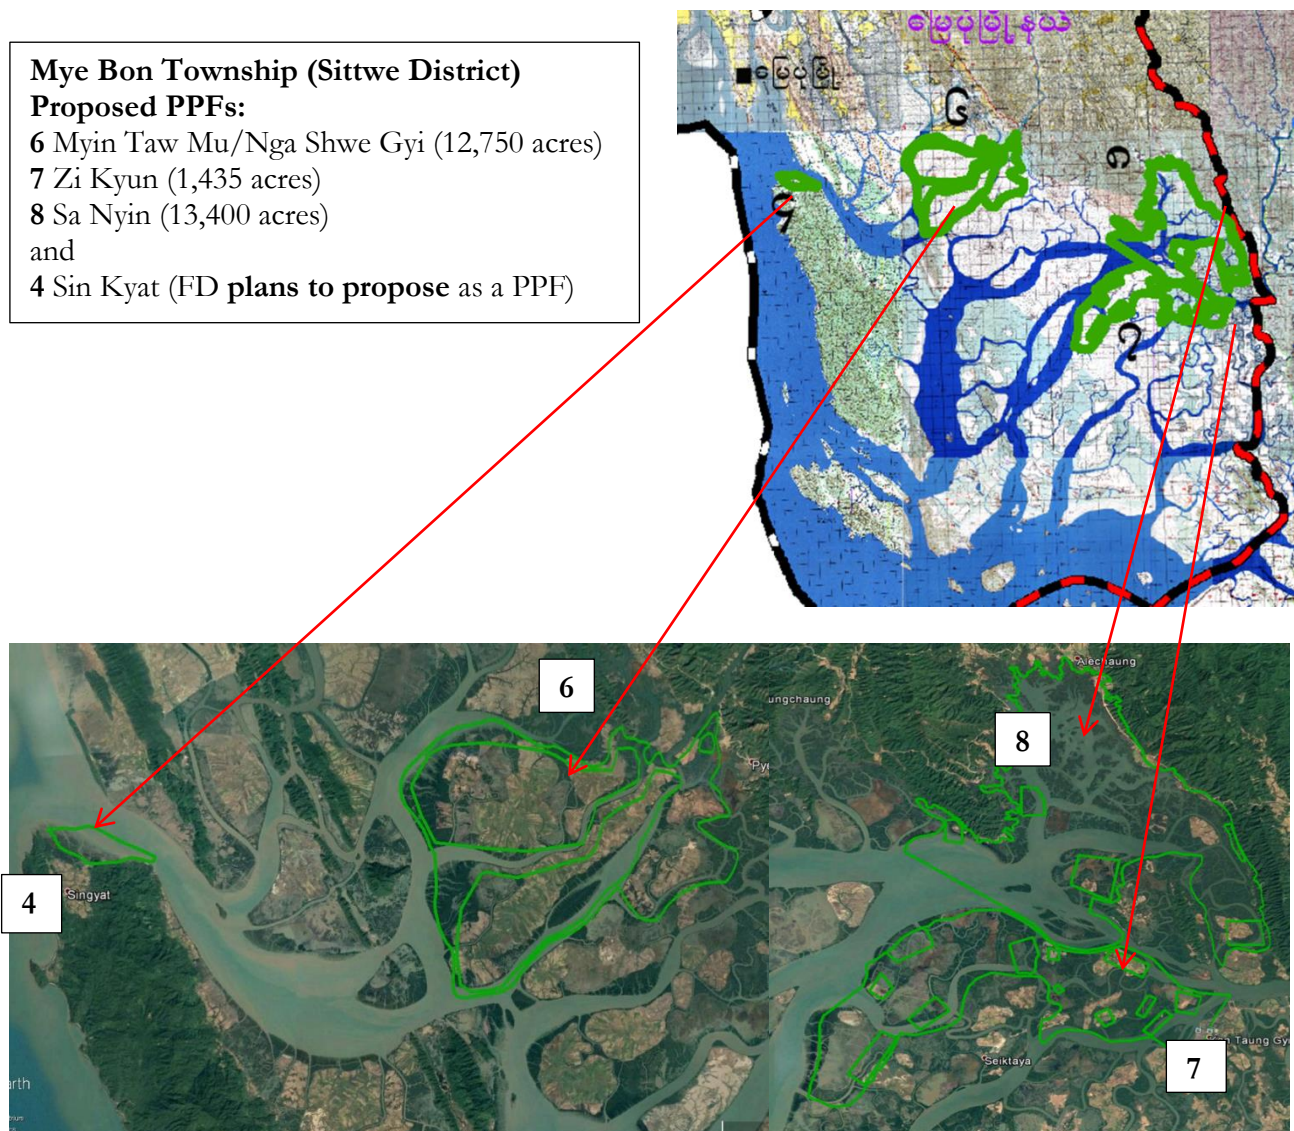 Mye Bon Township (Sittwe District)
Proposed PPFs:
6 Myin Taw Mu/Nga Shwe Gyi (12,750 acres)
7 Zi Kyun (1,435 acres)
8 Sa Nyin (13,400 acres)
and
4 Sin Kyat (FD plans to propose as a PPF)
မြေပုံမြို့နယ်
မြေပုံမြို့
၆
၄
၈
၇
6
8
4
7
Singyat
Alechaung
ungchaung
Seiktaya
Taung Gy
arth